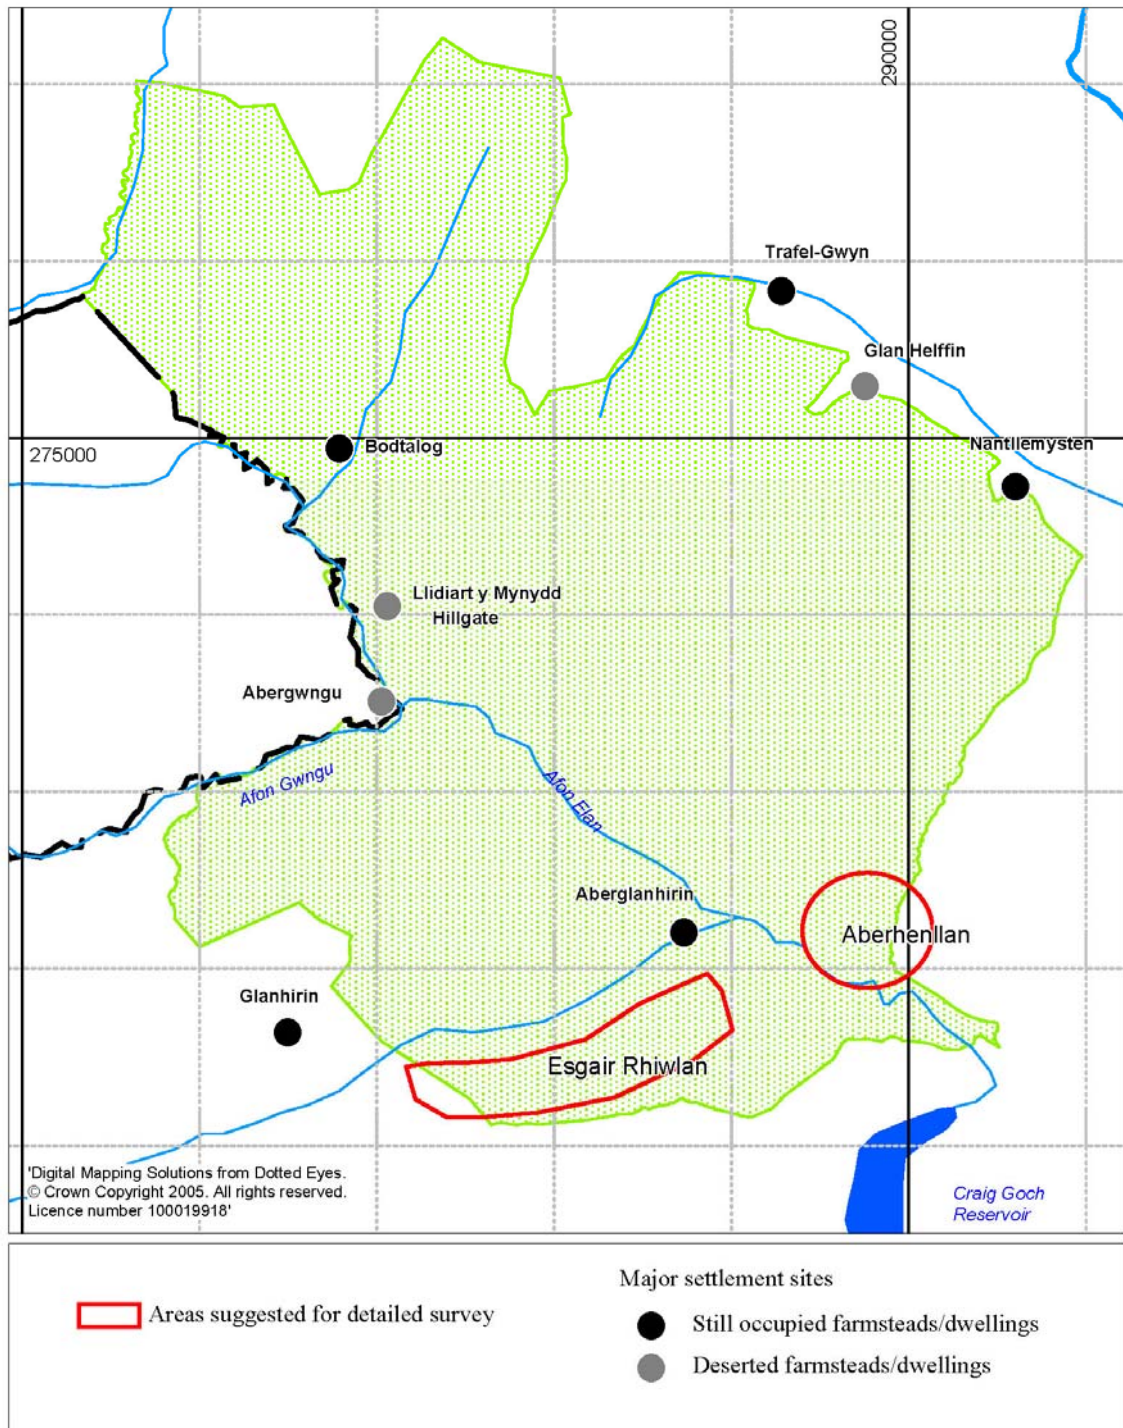 290000
Trafel-Gwyn
Glan Helffin
Nantllemysten
275000
Bodtalog
Llidiart y Mynydd
Hillgate
Abergwngu
Afon Gwngu
Afon Elan
Aberglanhirin
Aberhenllan
Glanhirin
Esgair Rhiwlan
'Digital Mapping Solutions from Dotted Eyes.
© Crown Copyright 2005. All rights reserved.
Licence number 100019918'
Craig Goch
Reservoir
Areas suggested for detailed survey
Major settlement sites
Still occupied farmsteads/dwellings
Deserted farmsteads/dwellings